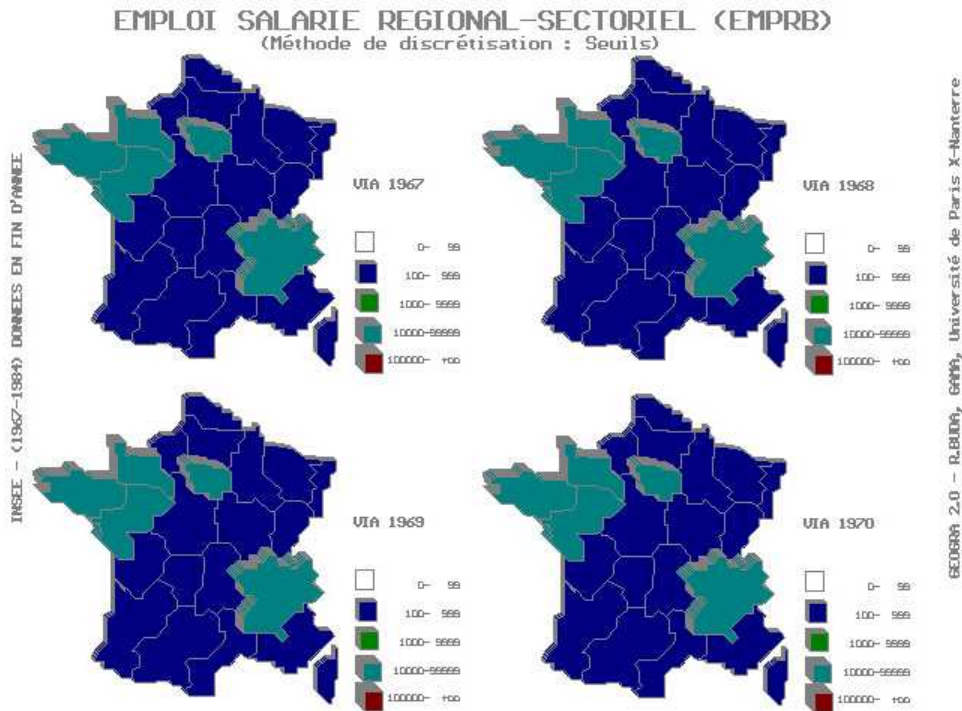 EMPLOI SALARIE REGIONAL-SECTORIEL (EMPRB)
(Méthode de discrétisation : Seuils)
INSEE - (1967-1984) DONNEES EN FIN D'ANNEE
VIA 1967
0- 99
100- 999
1000- 9999
10000-99999
100000- +oo
VIA 1968
0- 99
100- 999
1000- 9999
10000-99999
100000- +oo
VIA 1969
0- 99
100- 999
1000- 9999
10000-99999
100000- +oo
VIA 1970
0- 99
100- 999
1000- 9999
10000-99999
100000- +oo
GEOGRA 2.0 - R.BUDA, GAMA, Université de Paris X-Nanterre